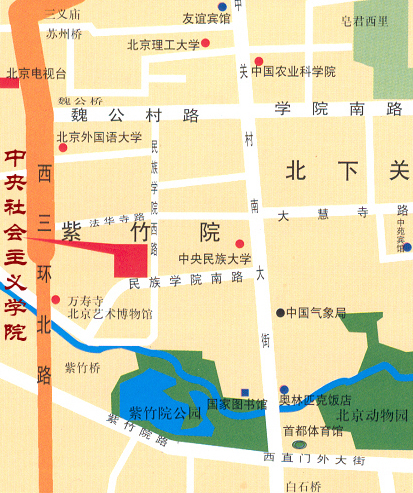 三义庙
苏州桥
友谊宾馆
中关村南大街
皂君西里
北京理工大学
北京电视台
中国农业科学院
魏公桥
魏公村路
学院南路
北京外国语大学
民族学院西路
西三环北路
北下关
中央社会主义学院
法华寺路
大慧寺路
紫竹院
中苑宾馆
中央民族大学
民族学院南路
万寿寺
北京艺术博物馆
中国气象局
紫竹桥
国家图书馆
奥林匹克饭店
紫竹院公园
北京动物园
紫竹院路
首都体育馆
西直门外大街
白石桥